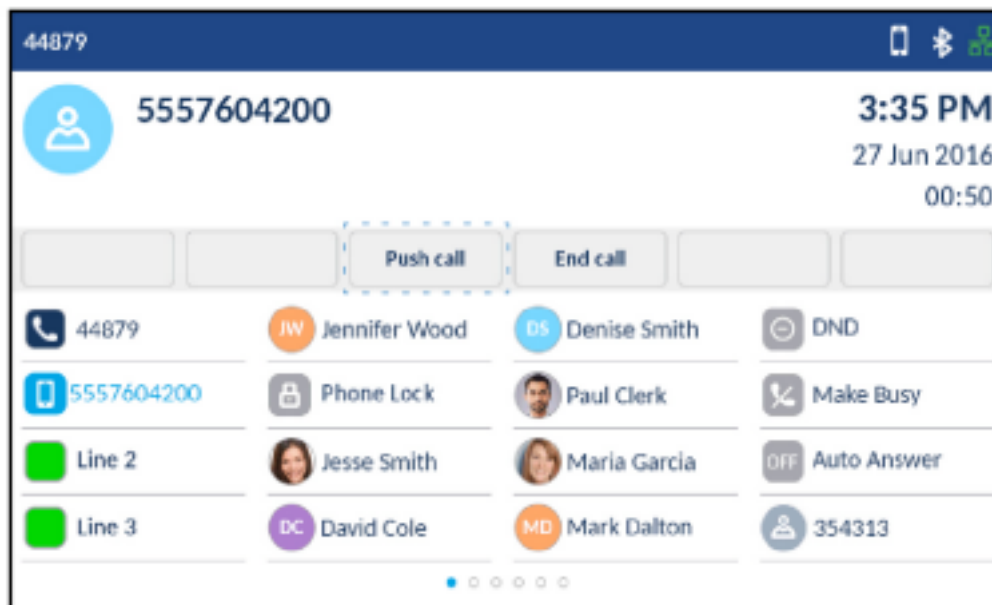 44879
5557604200
3:35 PM
27 Jun 2016
00:50
Push call End call
44879 JW Jennifer Wood DS Denise Smith DND
5557604200 Phone Lock Paul Clerk Make Busy
Line 2 Jesse Smith Maria Garcia OFF Auto Answer
Line 3 DC David Cole MD Mark Dalton 354313